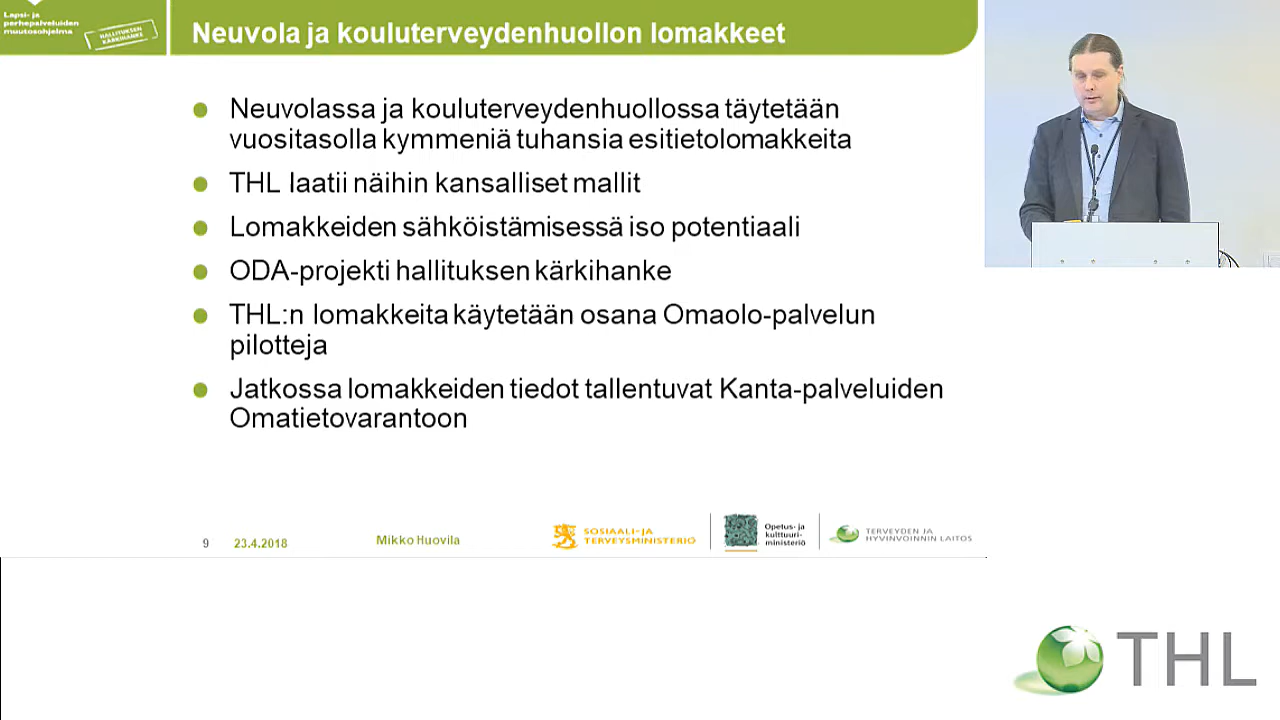 Lapsi- ja
perhepalveluiden
muutosohjelma
HALLITUKSEN
KÄRKIHANKE
Neuvola ja kouluterveydenhuollon lomakkeet
Neuvolassa ja kouluterveydenhuollossa täytetään
vuositasolla kymmeniä tuhansia esitietolomakkeita
THL laatii näihin kansalliset mallit
Lomakkeiden sähköistämisessä iso potentiaali
ODA-projekti hallituksen kärkihanke
THL:n lomakkeita käytetään osana Omaolo-palvelun
pilotteja
Jatkossa lomakkeiden tiedot tallentuvat Kanta-palveluiden
Omatietovarantoon
9
23.4.2018
Mikko Huovila
SOSIAALI- JA
TERVEYSMINISTERIÖ
Opetus- ja
kulttuuri-
ministeriö
TERVEYDEN JA
HYVINVOINNIN LAITOS
THL